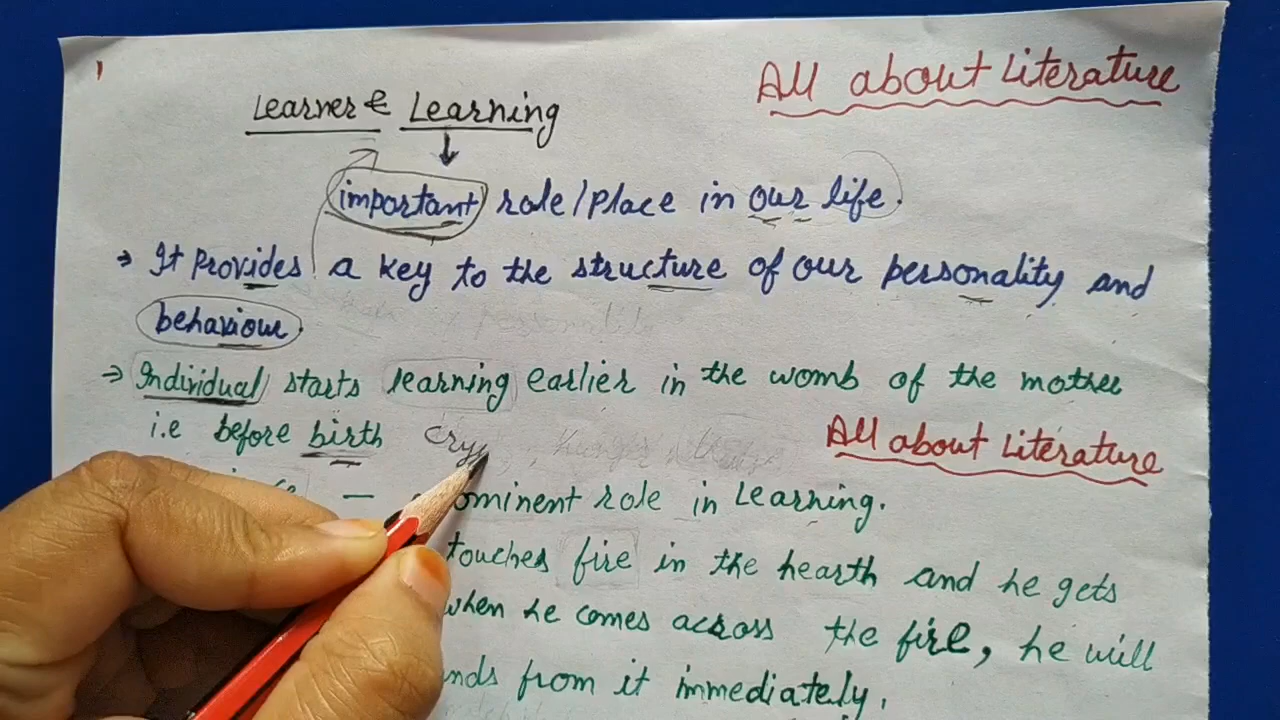 All about Literature
Learner & Learning
important role/place in our life.
→ It provides a key to the structure of our personality and
behaviour.
→ Individual starts learning earlier in the womb of the mother
i.e before birth cry
All about Literature
— prominent role in learning.
touches fire in the hearth and he gets
when he comes across the fire, he will
from it immediately.